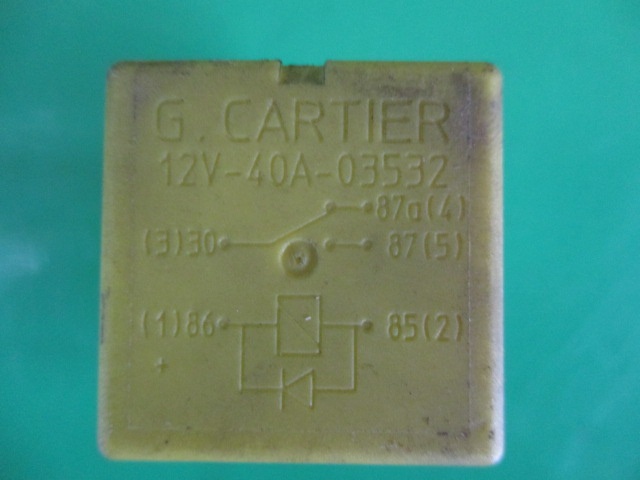 G. CARTIER
12V-40A-03532
87a(4)
(3)30 87(5)
(1)86 85(2)
+